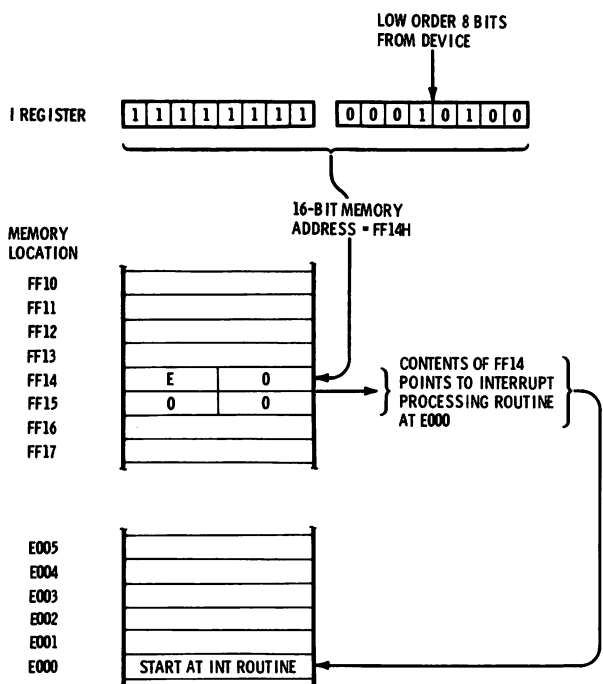 LOW ORDER 8 BITS
FROM DEVICE
I REGISTER 1 1 1 1 1 1 1 1 0 0 0 1 0 1 0 0
16-BIT MEMORY
ADDRESS = FF14H
MEMORY
LOCATION
FF10
FF11
FF12
FF13
FF14 E 0
FF15 0 0
FF16
FF17
CONTENTS OF FF14
POINTS TO INTERRUPT
PROCESSING ROUTINE
AT E000
E005
E004
E003
E002
E001
E000 START AT INT ROUTINE